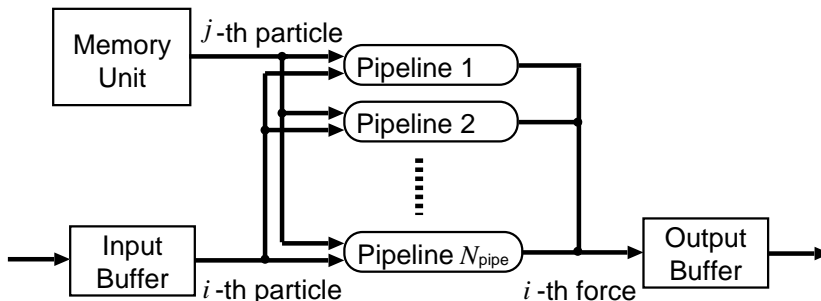 Memory
Unit
j-th particle
Pipeline 1
Pipeline 2
Pipeline Npipe
Input
Buffer
i-th particle
i-th force
Output
Buffer